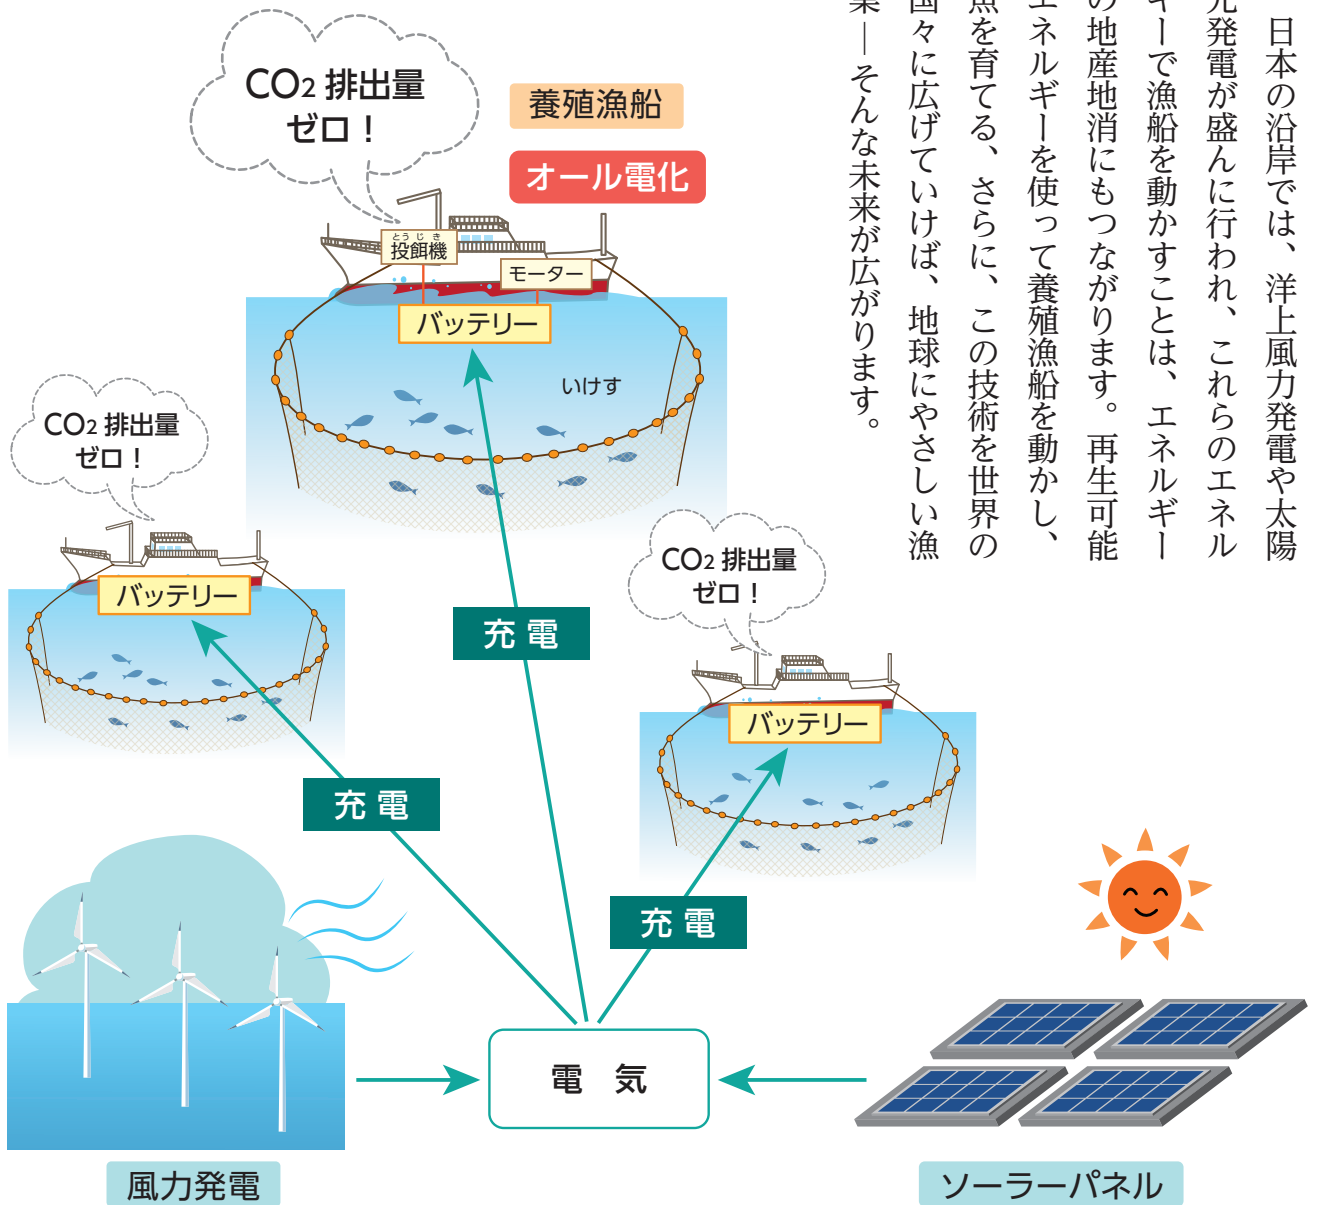 日本の沿岸では、洋上風力発電や太陽
光発電が盛んに行われ、これらのエネル
ギーで漁船を動かすことは、エネルギー
の地産地消にもつながります。再生可能
エネルギーを使って養殖漁船を動かし、
魚を育てる、さらに、この技術を世界の
国々に広げていけば、地球にやさしい漁
業―そんな未来が広がります。
CO2 排出量
ゼロ！
養殖漁船
オール電化
とうじき
投餌機
モーター
バッテリー
いけす
CO2 排出量
ゼロ！
バッテリー
CO2 排出量
ゼロ！
バッテリー
充電
充電
充電
電気
風力発電
ソーラーパネル